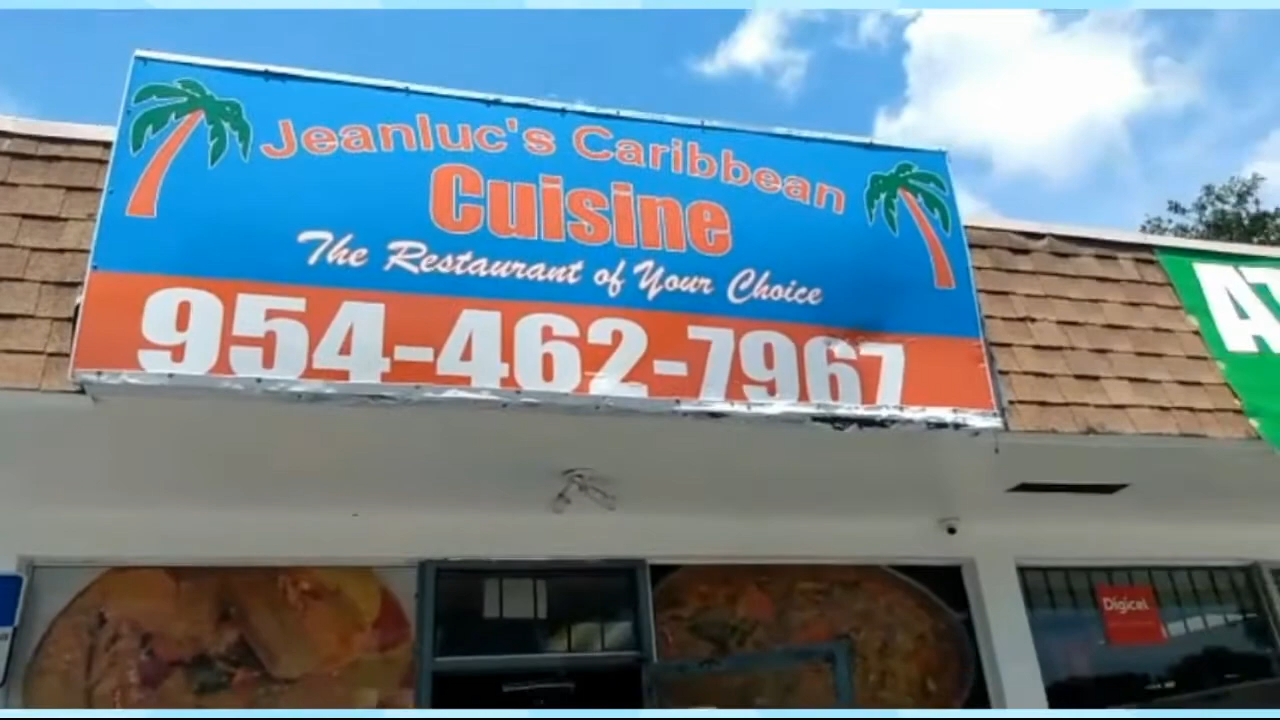 Jeanluc's Caribbean
Cuisine
The Restaurant of Your Choice
954-462-7967
Digicel